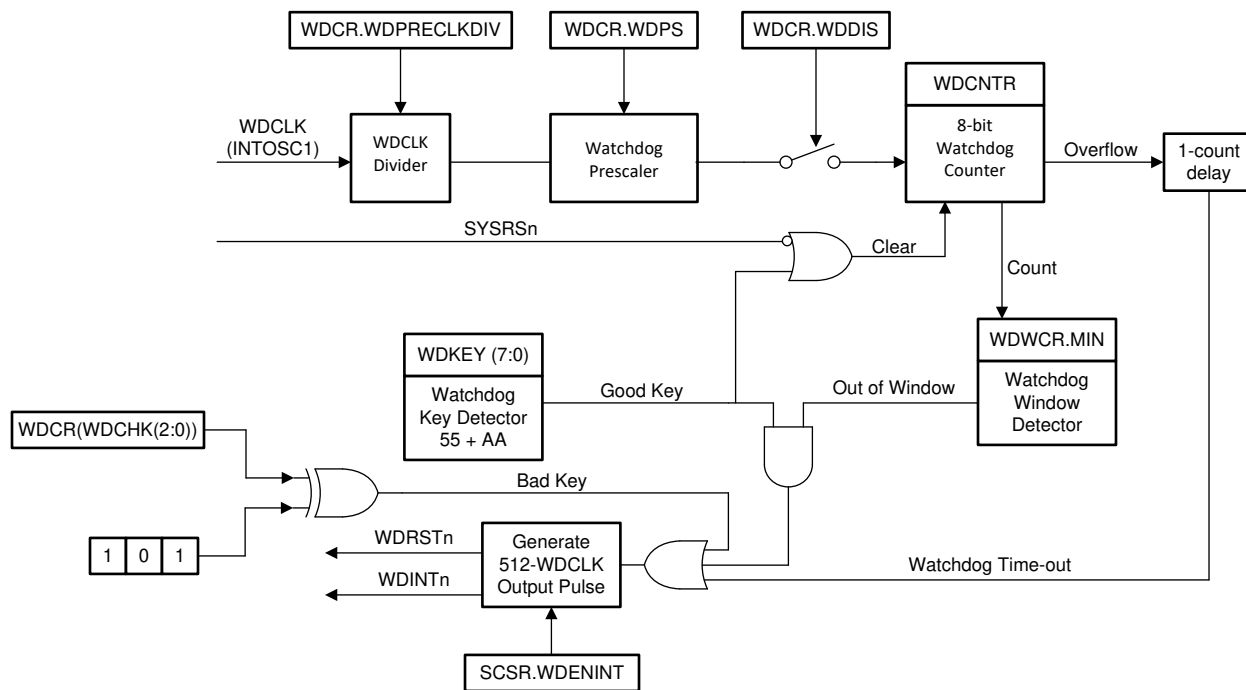 WDCR.WDPRECLKDIV
WDCR.WDPS
WDCR.WDDIS
WDCNTR
8-bit
Watchdog
Counter
WDCLK
(INTOSC1)
WDCLK
Divider
Watchdog
Prescaler
Overflow
1-count
delay
SYSRSn
Clear
Count
WDKEY (7:0)
Watchdog
Key Detector
55 + AA
Good Key
Out of Window
WDWCR.MIN
Watchdog
Window
Detector
WDCR(WDCHK(2:0))
Bad Key
1 0 1
WDRSTn
WDINTn
Generate
512-WDCLK
Output Pulse
Watchdog Time-out
SCSR.WDENINT